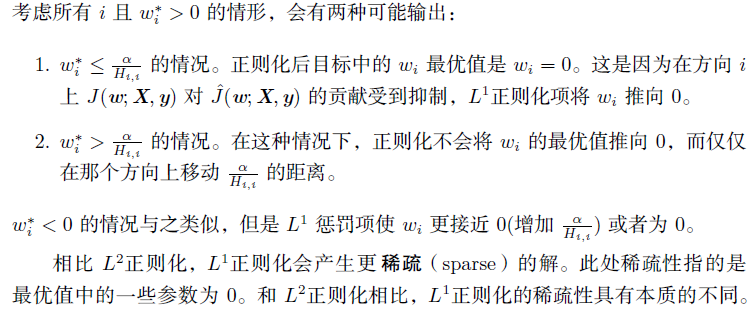 考虑所有 $i$ 且 $w_i^* > 0$ 的情形，会有两种可能输出：
1. $w_i^* \leq \frac{\alpha}{H_{i,i}}$ 的情况。正则化后目标中的 $w_i$ 最优值是 $w_i = 0$。这是因为在方向 $i$
上 $J(\boldsymbol{w}; \boldsymbol{X}, \boldsymbol{y})$ 对 $\hat{J}(\boldsymbol{w}; \boldsymbol{X}, \boldsymbol{y})$ 的贡献受到抑制，$L^1$正则化项将 $w_i$ 推向 0。
2. $w_i^* > \frac{\alpha}{H_{i,i}}$ 的情况。在这种情况下，正则化不会将 $w_i$ 的最优值推向 0，而仅仅
在那个方向上移动 $\frac{\alpha}{H_{i,i}}$ 的距离。
$w_i^* < 0$ 的情况与之类似，但是 $L^1$ 惩罚项使 $w_i$ 更接近 0(增加 $\frac{\alpha}{H_{i,i}}$) 或者为 0。
相比 $L^2$正则化，$L^1$正则化会产生更稀疏（sparse）的解。此处稀疏性指的是
最优值中的一些参数为 0。和 $L^2$正则化相比，$L^1$正则化的稀疏性具有本质的不同。